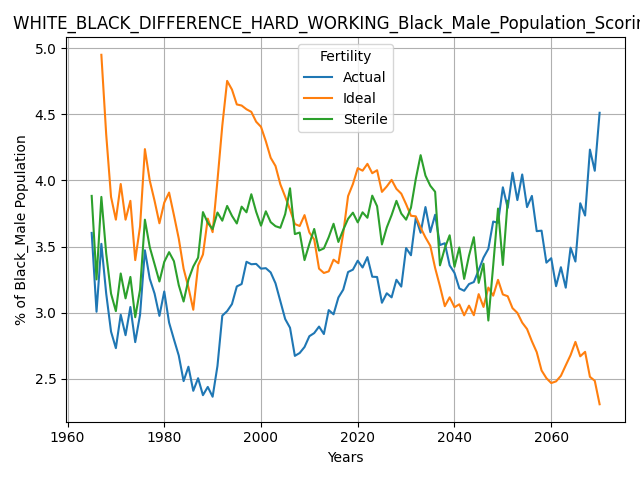 WHITE_BLACK_DIFFERENCE_HARD_WORKING_Black_Male_Population_Scorin
Fertility
Actual
Ideal
Sterile
% of Black_Male Population
5.0
4.5
4.0
3.5
3.0
2.5
1960
1980
2000
2020
2040
2060
Years